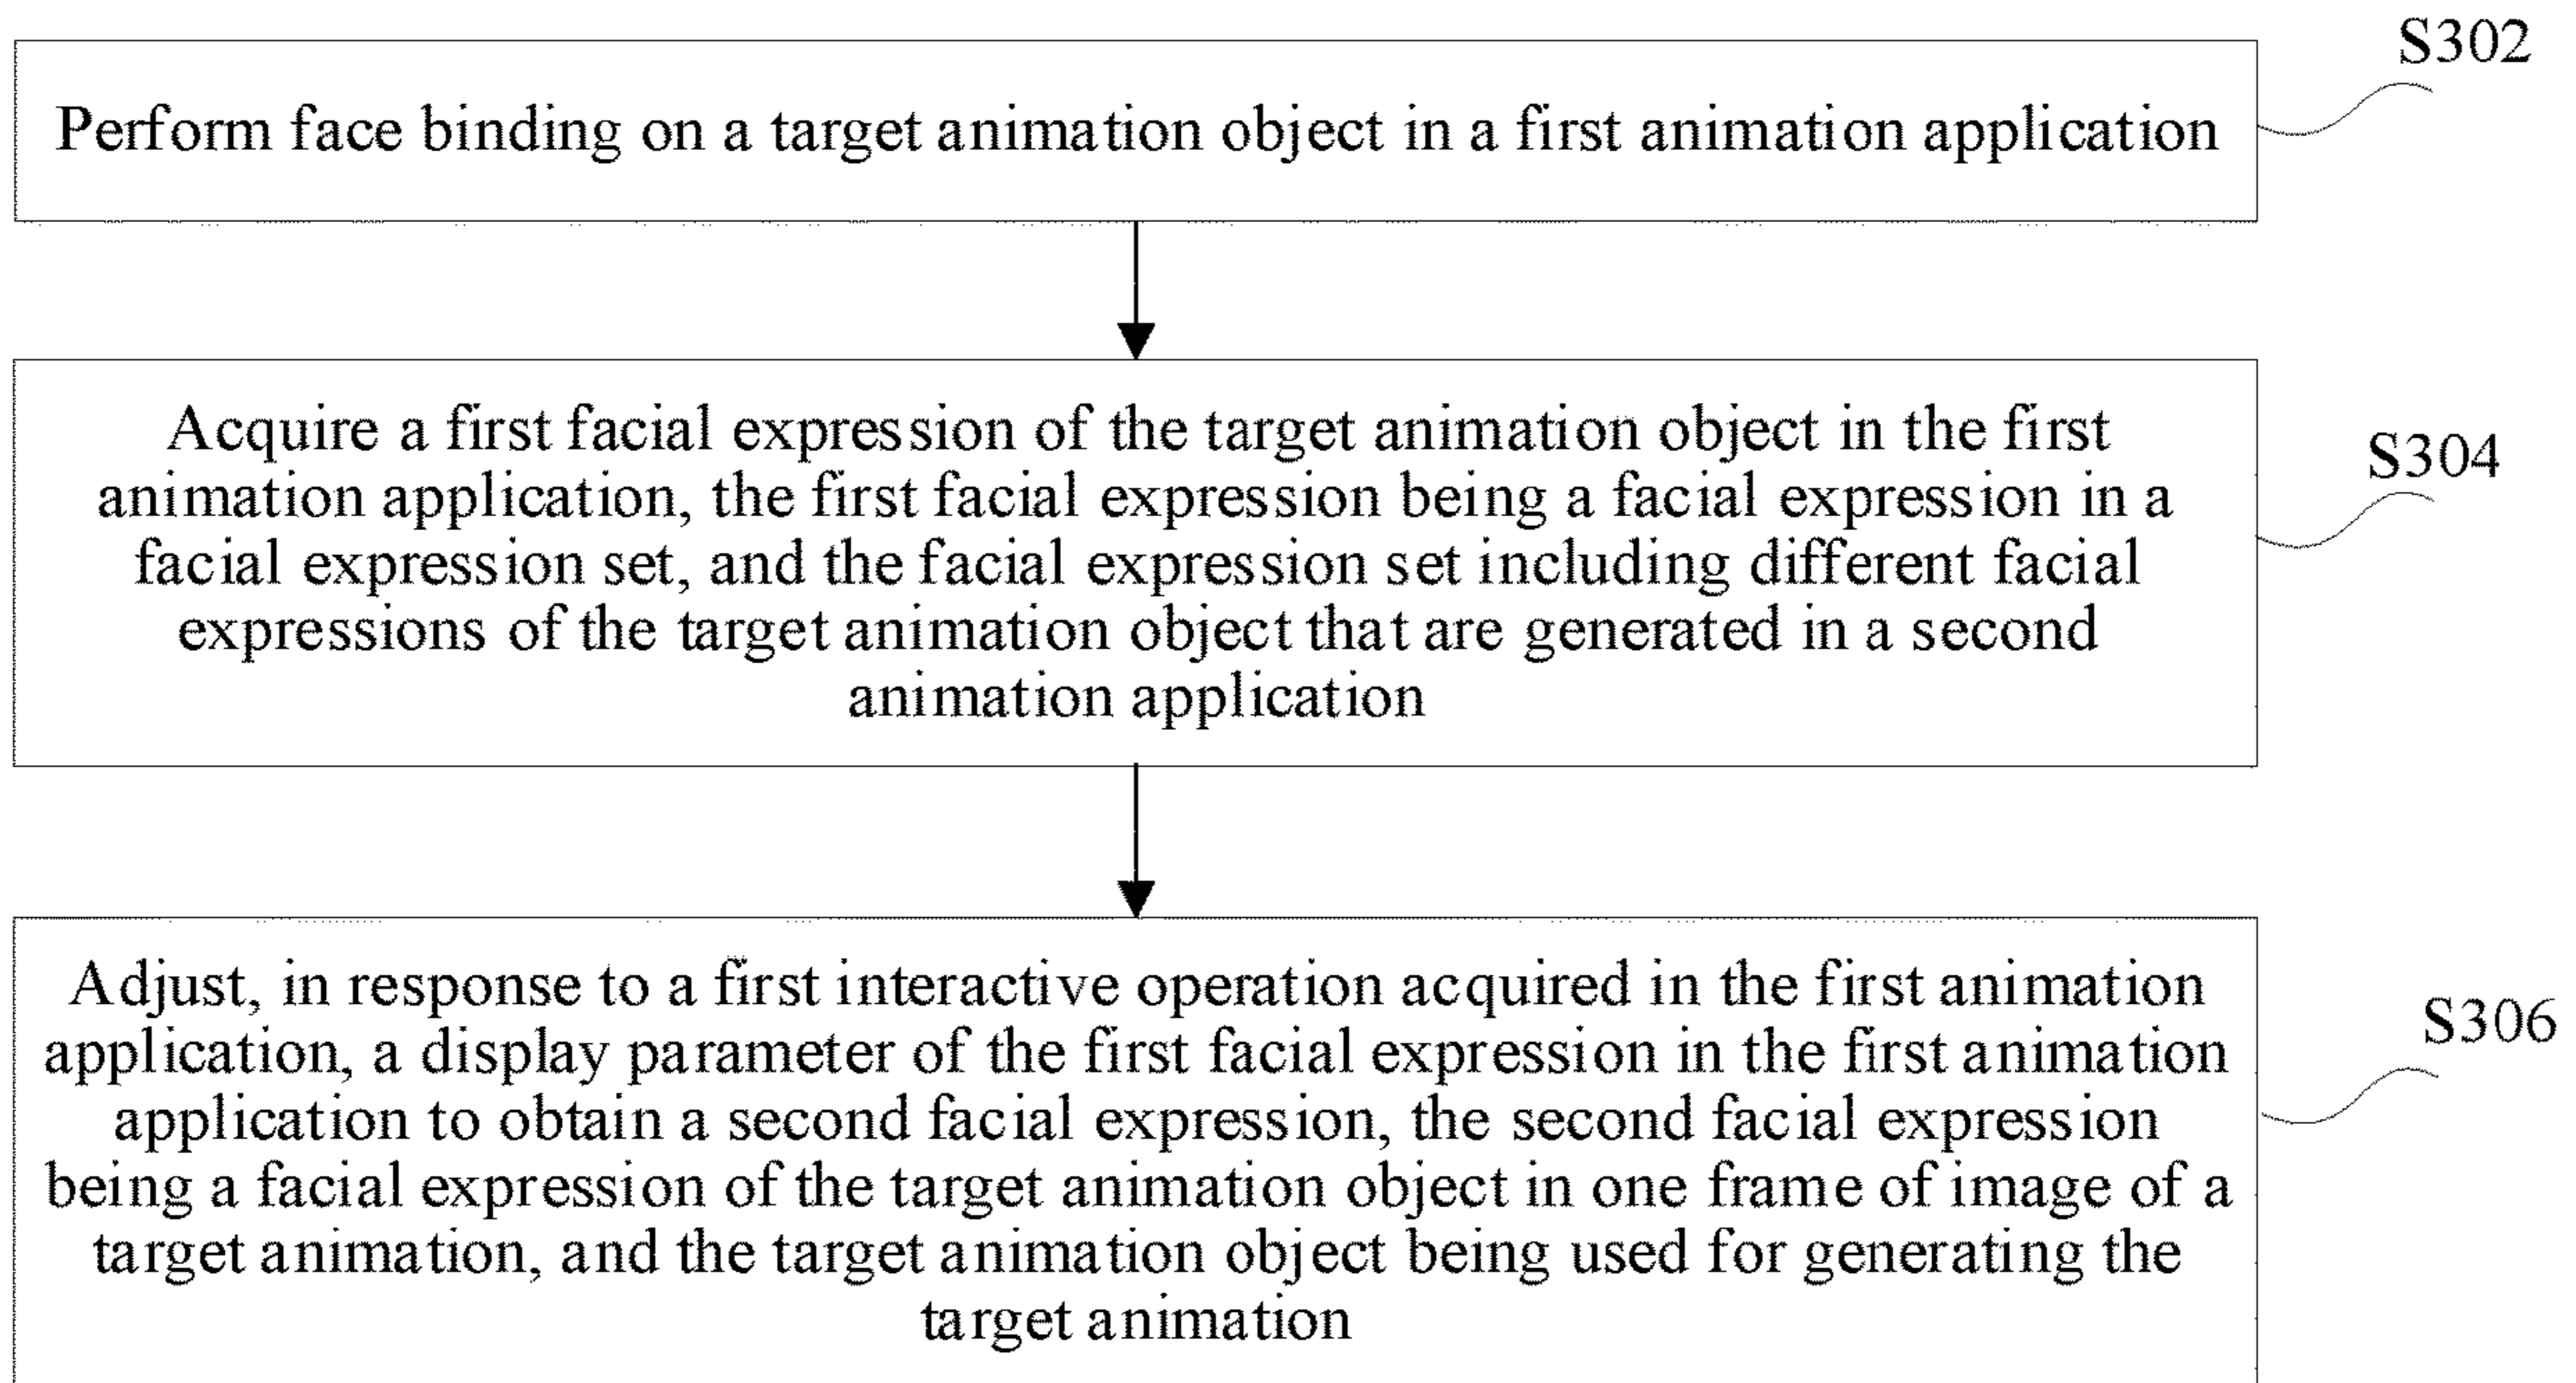 S302
Perform face binding on a target animation object in a first animation application
Acquire a first facial expression of the target animation object in the first
animation application, the first facial expression being a facial expression in a
facial expression set, and the facial expression set including different facial
expressions of the target animation object that are generated in a second
animation application
S304
Adjust, in response to a first interactive operation acquired in the first animation
application, a display parameter of the first facial expression in the first animation
application to obtain a second facial expression, the second facial expression
being a facial expression of the target animation object in one frame of image of a
target animation, and the target animation object being used for generating the
target animation
S306